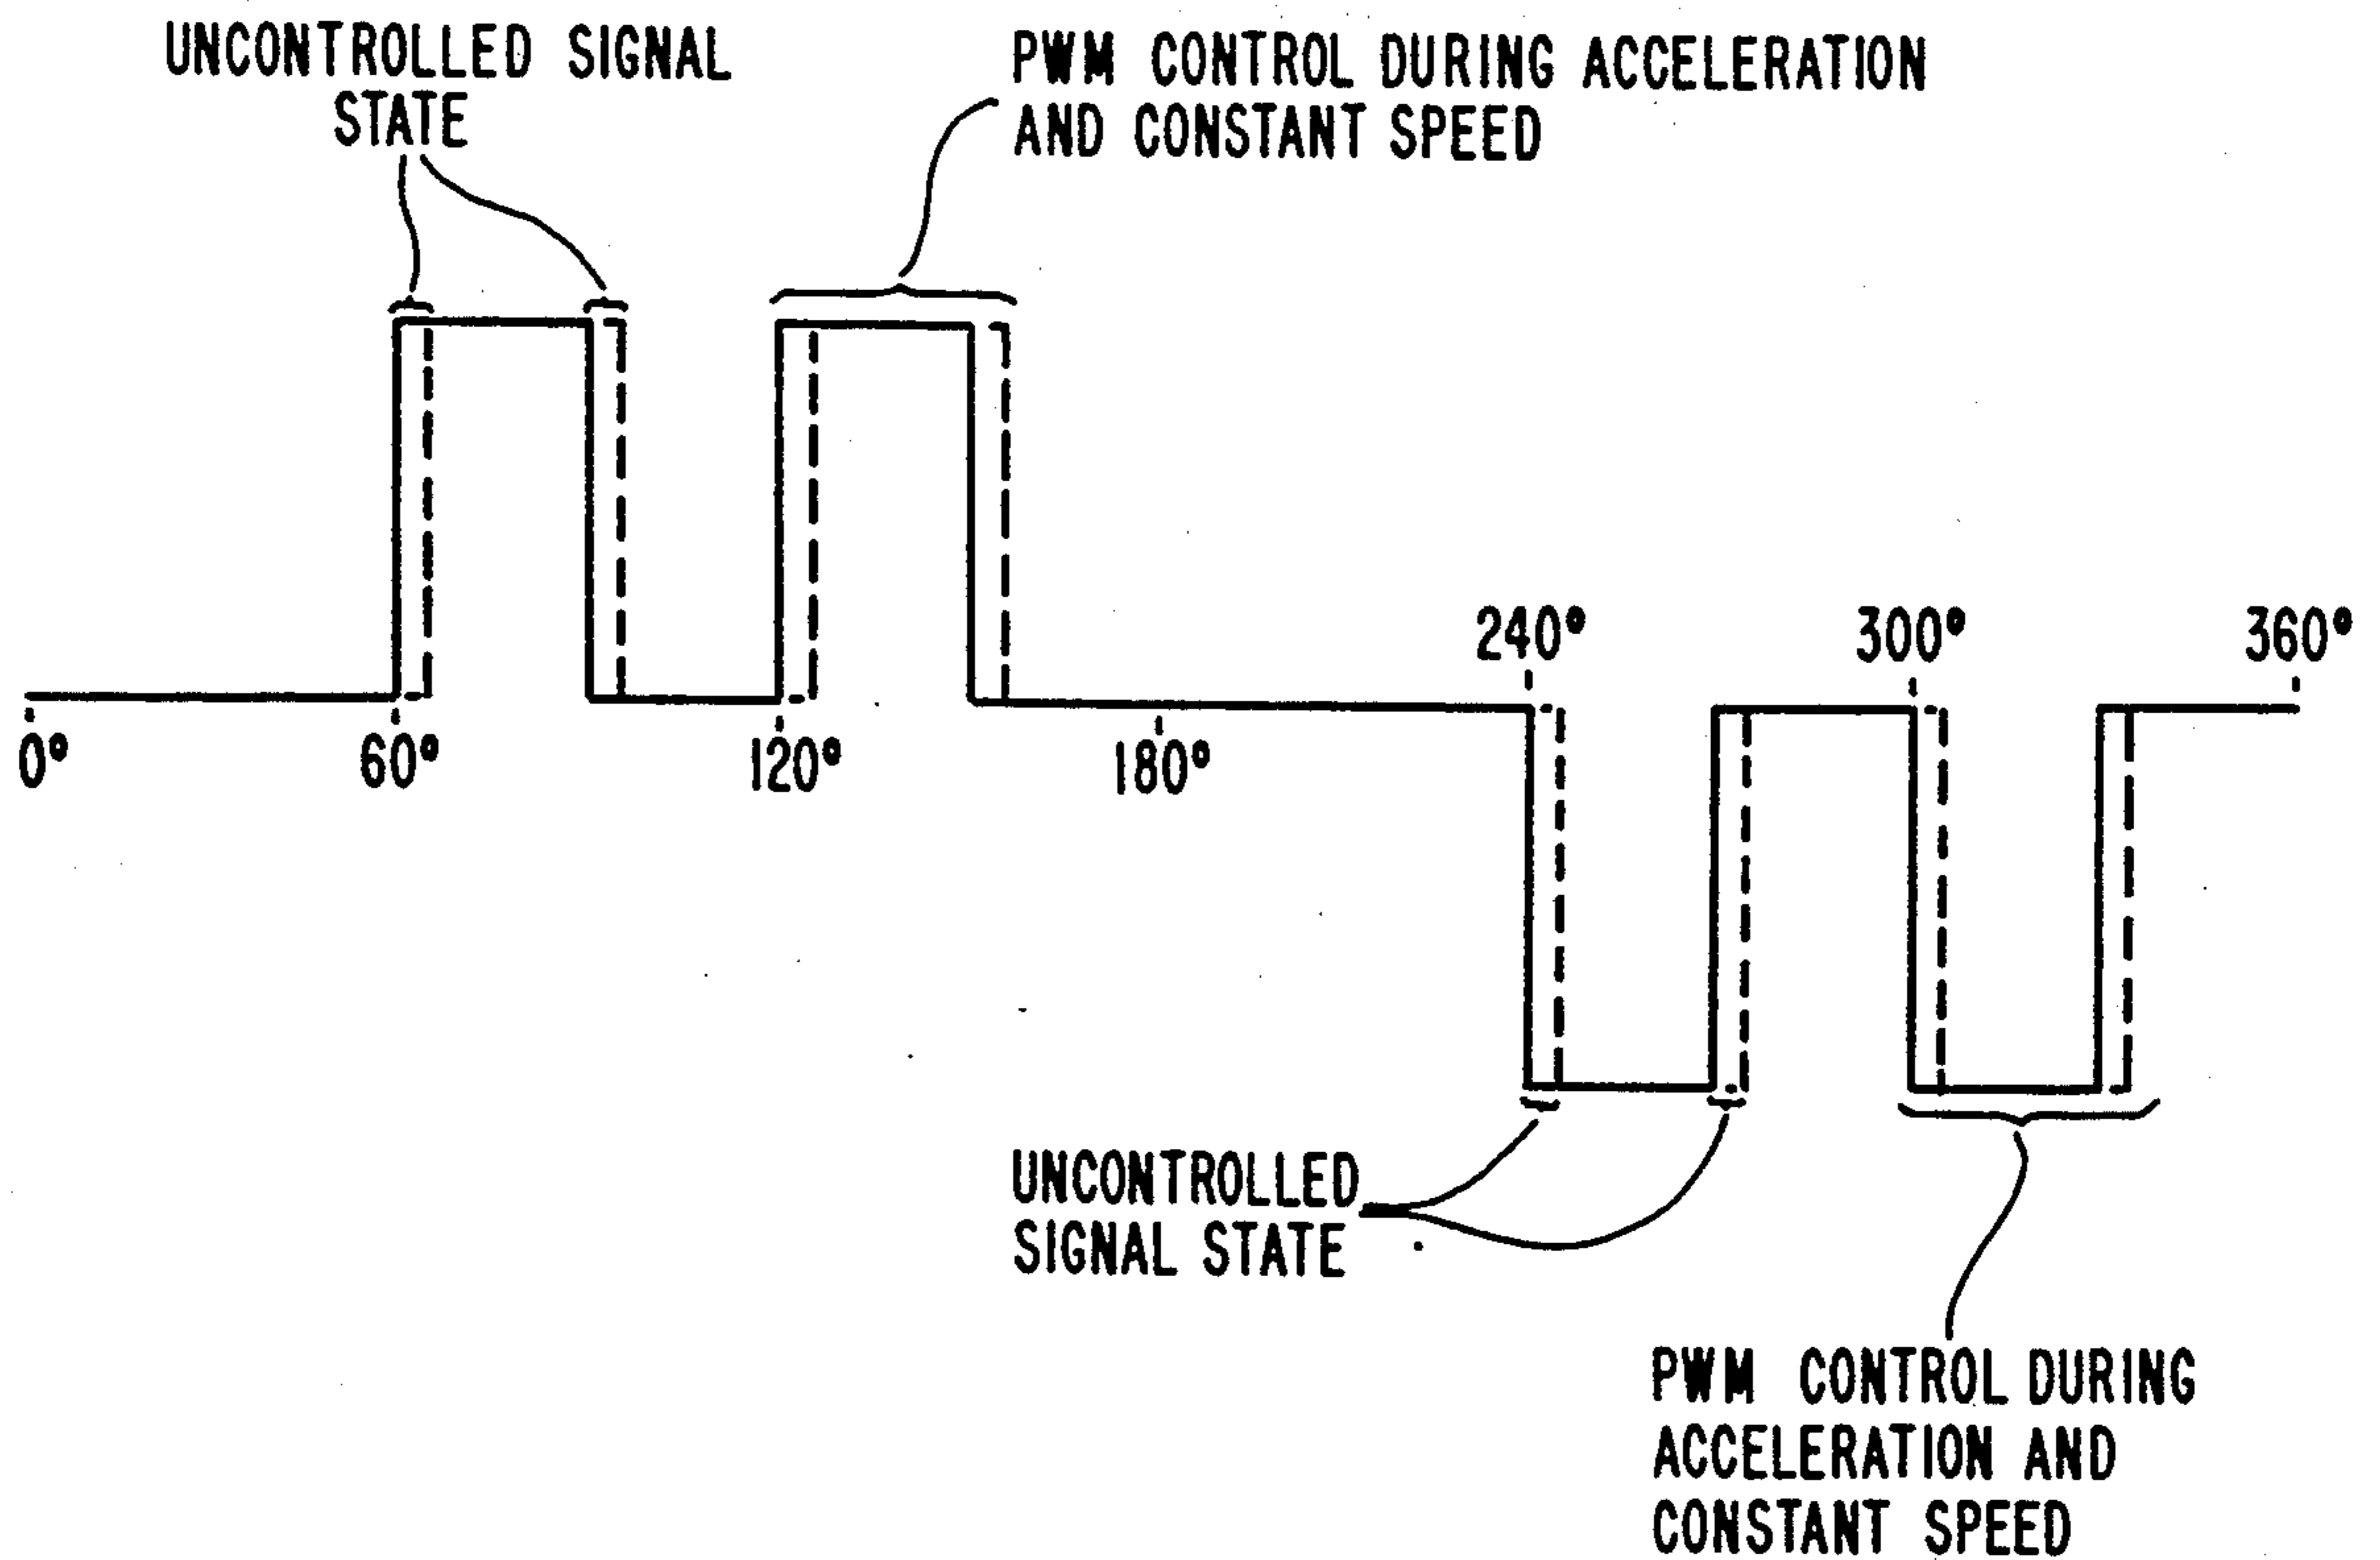 UNCONTROLLED SIGNAL
STATE
PWM CONTROL DURING ACCELERATION
AND CONSTANT SPEED
240°
300°
360°
0°
60°
120°
180°
UNCONTROLLED
SIGNAL STATE
PWM CONTROL DURING
ACCELERATION AND
CONSTANT SPEED